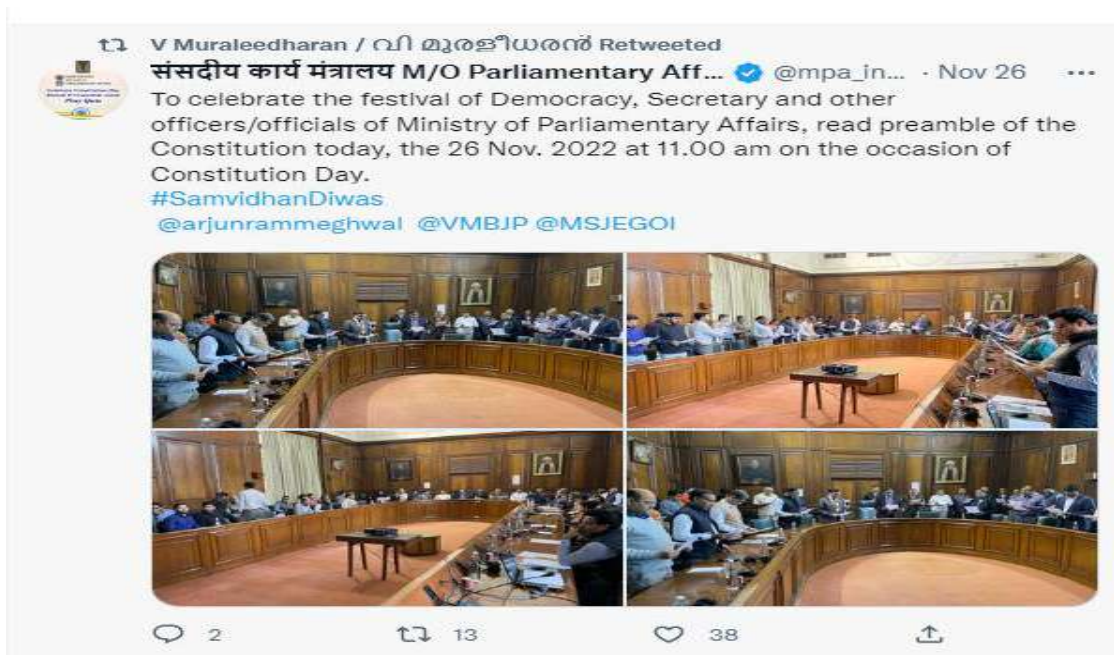 V Muraleedharan / വി മുരളീധരൻ Retweeted
संसदीय कार्य मंत्रालय M/O Parliamentary Aff... @mpa_in... · Nov 26
To celebrate the festival of Democracy, Secretary and other
officers/officials of Ministry of Parliamentary Affairs, read preamble of the
Constitution today, the 26 Nov. 2022 at 11.00 am on the occasion of
Constitution Day.
#SamvidhanDiwas
@arjunrammeghwal @VMBJP @MSJEGOI
2 13 38